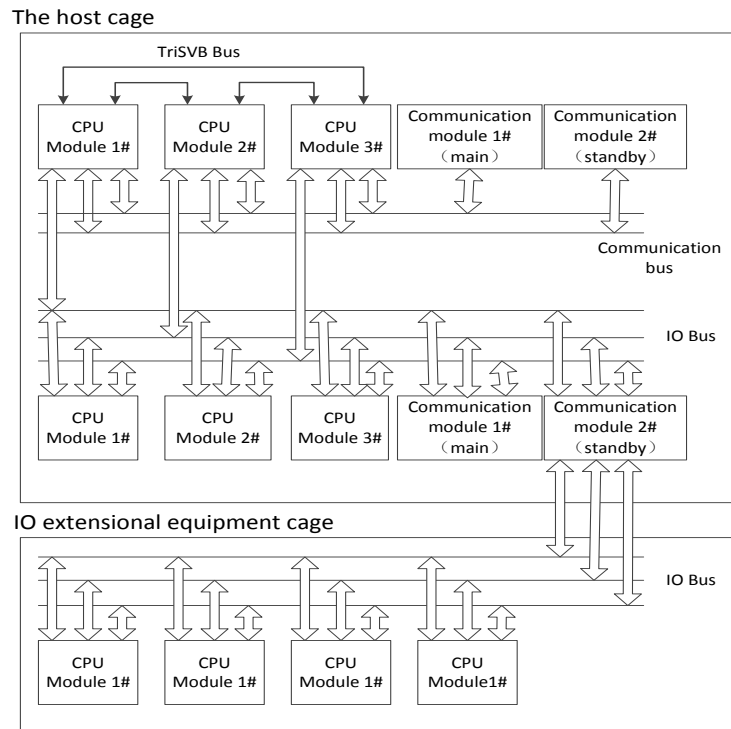 The host cage
TriSVB Bus
CPU
Module 1#
CPU
Module 2#
CPU
Module 3#
Communication
module 1#
（main）
Communication
module 2#
（standby）
Communication
bus
IO Bus
CPU
Module 1#
CPU
Module 2#
CPU
Module 3#
Communication
module 1#
（main）
Communication
module 2#
（standby）
IO extensional equipment cage
IO Bus
CPU
Module 1#
CPU
Module 1#
CPU
Module 1#
CPU
Module1#